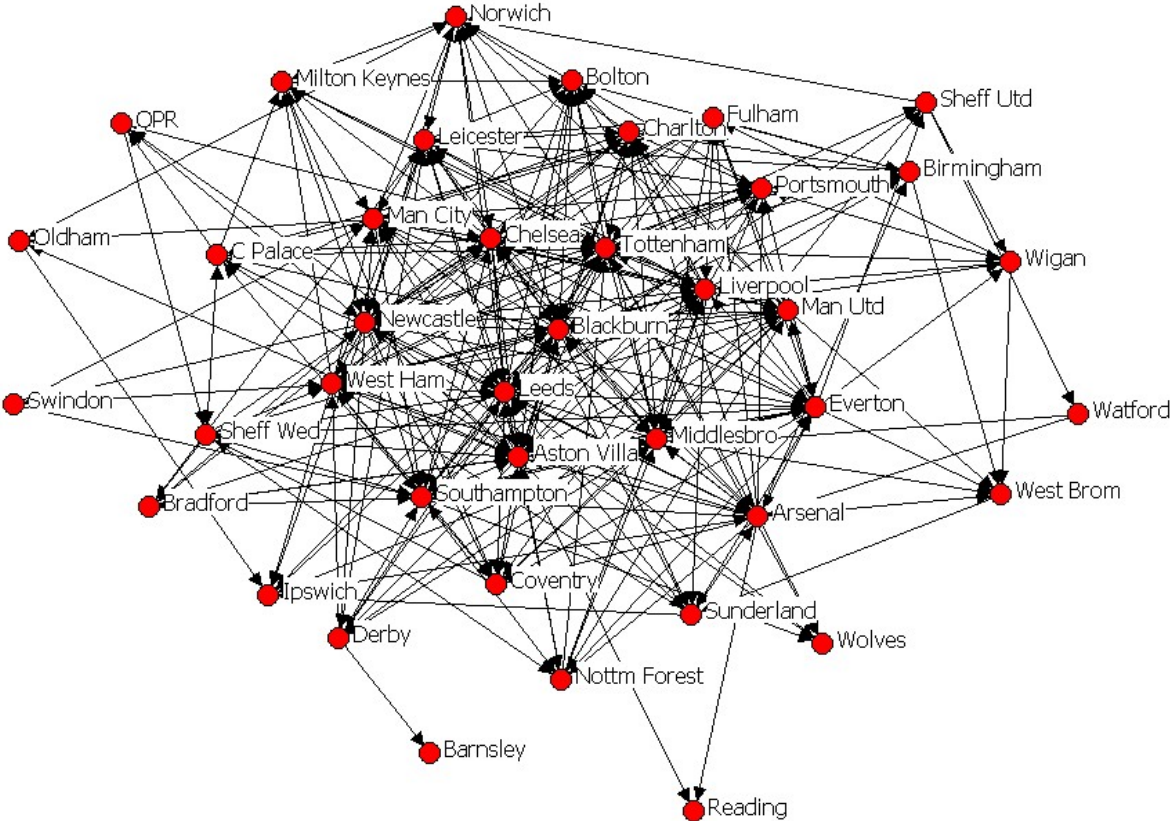 Norwich
Milton Keynes
Bolton
Sheff Utd
Fulham
QPR
Leicester
Charlton
Birmingham
Portsmouth
Man City
Oldham
C Palace
Chelsea
Tottenham
Wigan
Liverpool
Man Utd
Newcastle
Blackburn
West Ham
Leeds
Swindon
Everton
Watford
Sheff Wed
Middlesbro
Aston Villa
Bradford
Southampton
West Brom
Arsenal
Ipswich
Coventry
Sunderland
Derby
Wolves
Nottm Forest
Barnsley
Reading